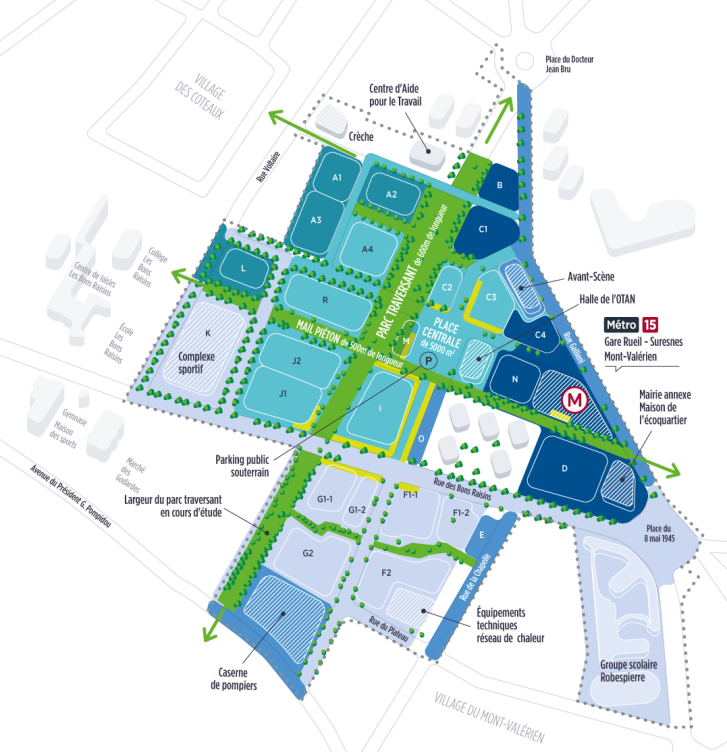 Place du Docteur
Jean Bru
VILLAGE
DES COTEAUX
Centre d'Aide
pour le Travail
Crèche
Rue Voltaire
A1
A2
B
A3
C1
A4
PARC TRAVERSANT de 600m de longueur
Collège
Les Bons
Raisins
Centre de loisirs
Les Bons Raisins
L
Avant-Scène
C2
C3
R
Halle de l'OTAN
PLACE
CENTRALE
de 5000 m²
Métro 15
Gare Rueil - Suresnes
Mont-Valérien
MAIL PIÉTON de 500m de longueur
M
C4
Rue Gallieni
École
Les
Bons
Raisins
K
Complexe
sportif
P
J2
N
M
J1
I
Mairie annexe
Maison de
l'écoquartier
Gymnase
Maison
des sports
O
Parking public
souterrain
D
Marché
des
Godardes
Avenue du Président G. Pompidou
Rue des Bons Raisins
Largeur du parc traversant
en cours d'étude
G1-1
G1-2
F1-1
F1-2
Place du
8 mai 1945
E
G2
F2
Rue de la Chapelle
Équipements
techniques
réseau de chaleur
Rue du Plateau
Caserne
de pompiers
Groupe scolaire
Robespierre
VILLAGE DU MONT-VALÉRIEN